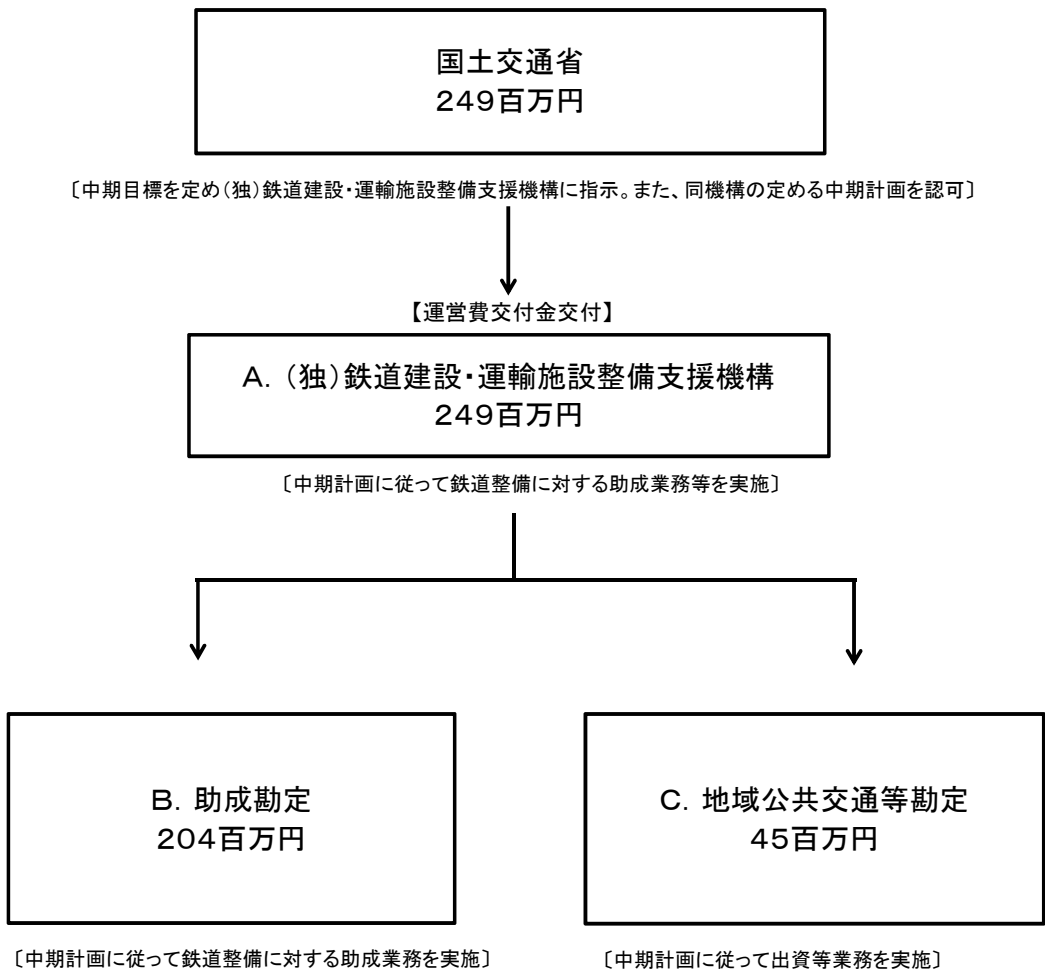 国土交通省
249百万円
〔中期目標を定め(独)鉄道建設・運輸施設整備支援機構に指示。また、同機構の定める中期計画を認可〕
【運営費交付金交付】
A. (独)鉄道建設・運輸施設整備支援機構
249百万円
〔中期計画に従って鉄道整備に対する助成業務等を実施〕
B. 助成勘定
204百万円
C. 地域公共交通等勘定
45百万円
〔中期計画に従って鉄道整備に対する助成業務を実施〕
〔中期計画に従って出資等業務を実施〕